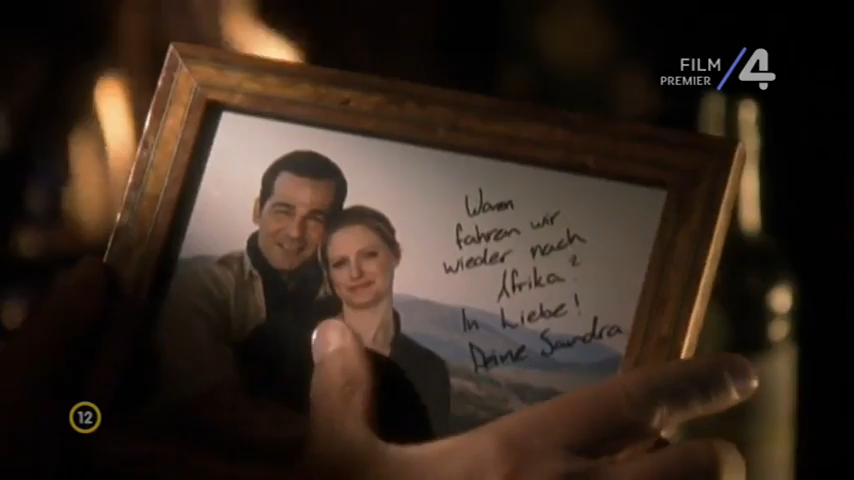 FILM
PREMIER
4
Wann
fahren wir
wieder nach
Afrika?
In Liebe!
Deine Sandra
12